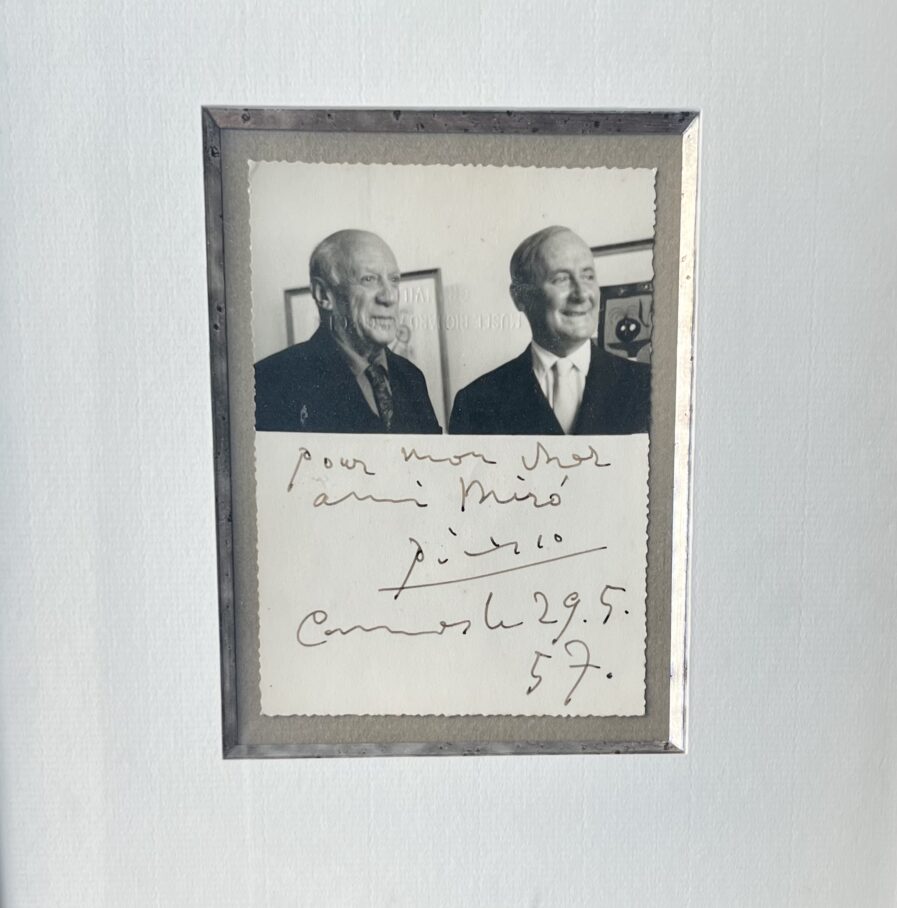 pour mon cher
ami Miró
Picasso
Cannes le 29.5.
57.